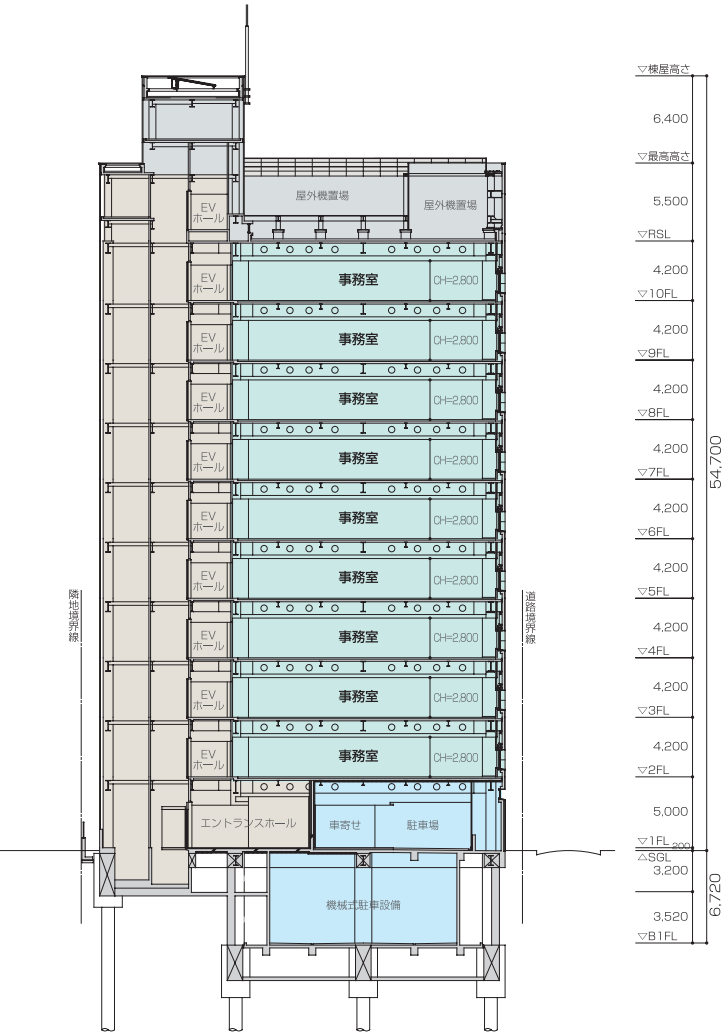 ▽棟屋高さ
6,400
▽最高高さ
屋外機置場
屋外機置場
EV
ホール
5,500
▽RSL
EV
ホール
事務室
CH=2,800
4,200
▽10FL
EV
ホール
事務室
CH=2,800
4,200
▽9FL
EV
ホール
事務室
CH=2,800
4,200
▽8FL
EV
ホール
事務室
CH=2,800
4,200
▽7FL
54,700
EV
ホール
事務室
CH=2,800
4,200
▽6FL
EV
ホール
事務室
CH=2,800
4,200
▽5FL
隣地境界線
道路境界線
EV
ホール
事務室
CH=2,800
4,200
▽4FL
EV
ホール
事務室
CH=2,800
4,200
▽3FL
EV
ホール
事務室
CH=2,800
4,200
▽2FL
エントランスホール
車寄せ
駐車場
5,000
▽1FL
200
△SGL
3,200
機械式駐車設備
6,720
3,520
▽B1FL